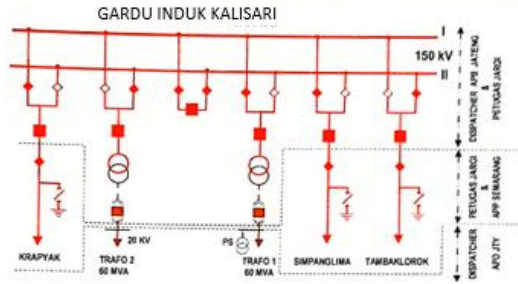 GARDU INDUK KALISARI
I
150 kV
II
DISPATCHER APB JATENG
&
PETUGAS JARGI
PETUGAS JARGI
&
APP SEMARANG
DISPATCHER
APD JTY
KRAPYAK
20 KV
TRAFO 2
60 MVA
PS
TRAFO 1
60 MVA
SIMPANGLIMA
TAMBAKLOROK